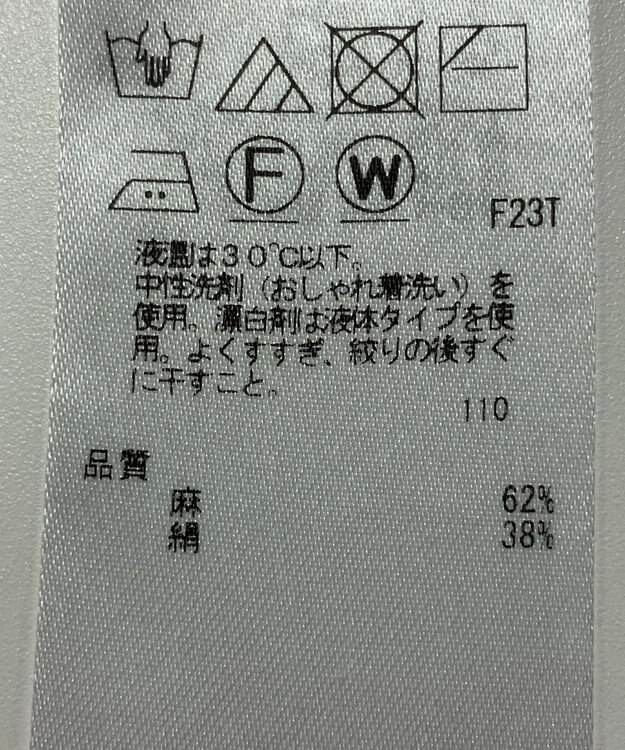 F W
F23T
液温は30℃以下。
中性洗剤（おしゃれ着洗い）を
使用。漂白剤は液体タイプを使
用。よくすすぎ、絞りの後すぐ
に干すこと。
110
品質
麻 62%
絹 38%